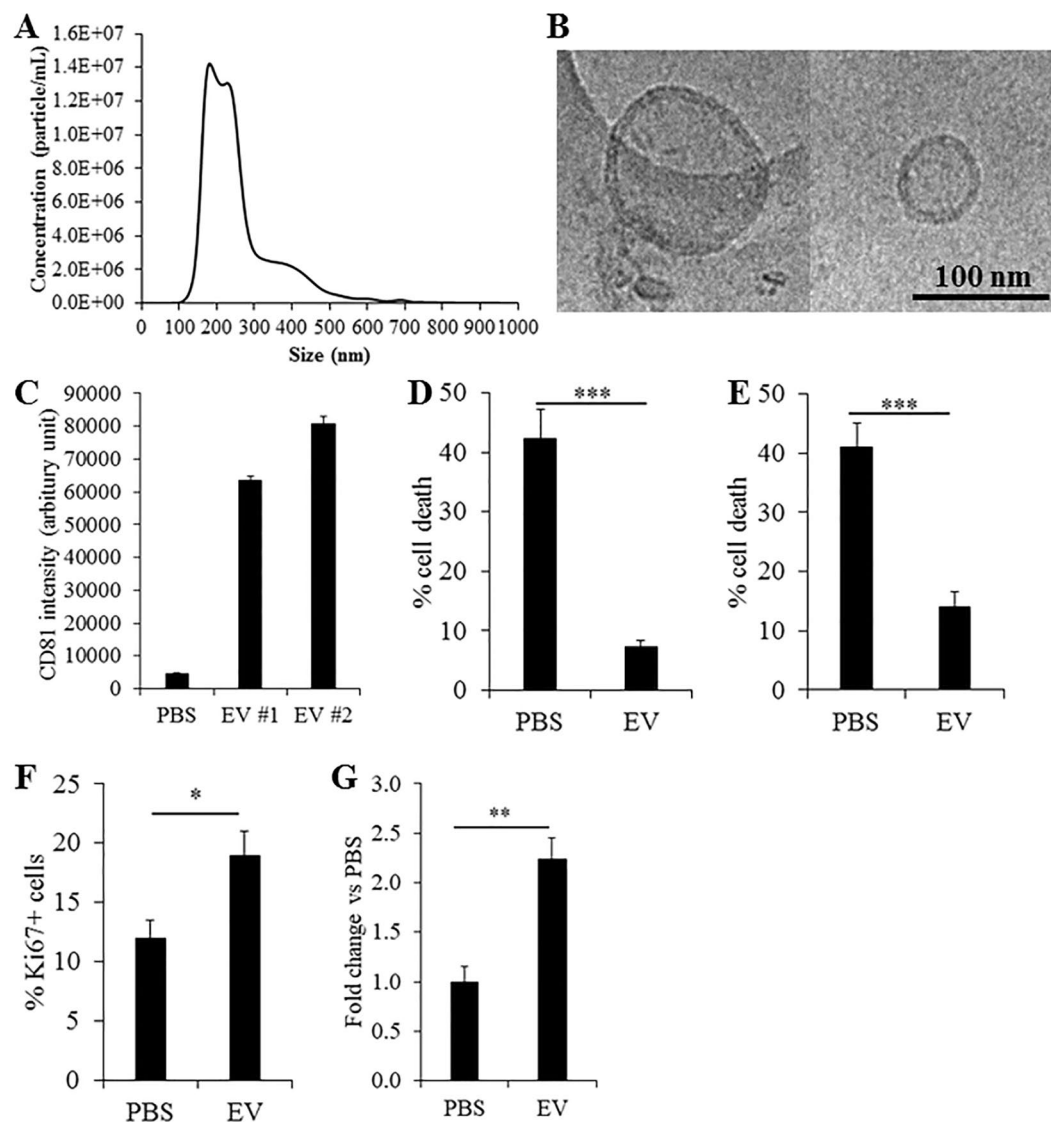 A
Concentration (particle/mL)
1.6E+07
1.4E+07
1.2E+07
1.0E+07
8.0E+06
6.0E+06
4.0E+06
2.0E+06
0.0E+00
0 100 200 300 400 500 600 700 800 900 1000
Size (nm)
B
100 nm
C
CD81 intensity (arbitury unit)
90000
80000
70000
60000
50000
40000
30000
20000
10000
0
PBS EV #1 EV #2
D
% cell death
50
40
30
20
10
0
***
PBS EV
E
% cell death
50
40
30
20
10
0
***
PBS EV
F
% Ki67+ cells
25
20
15
10
5
0
*
PBS EV
G
Fold change vs PBS
3.0
2.5
2.0
1.5
1.0
0.5
0.0
**
PBS EV